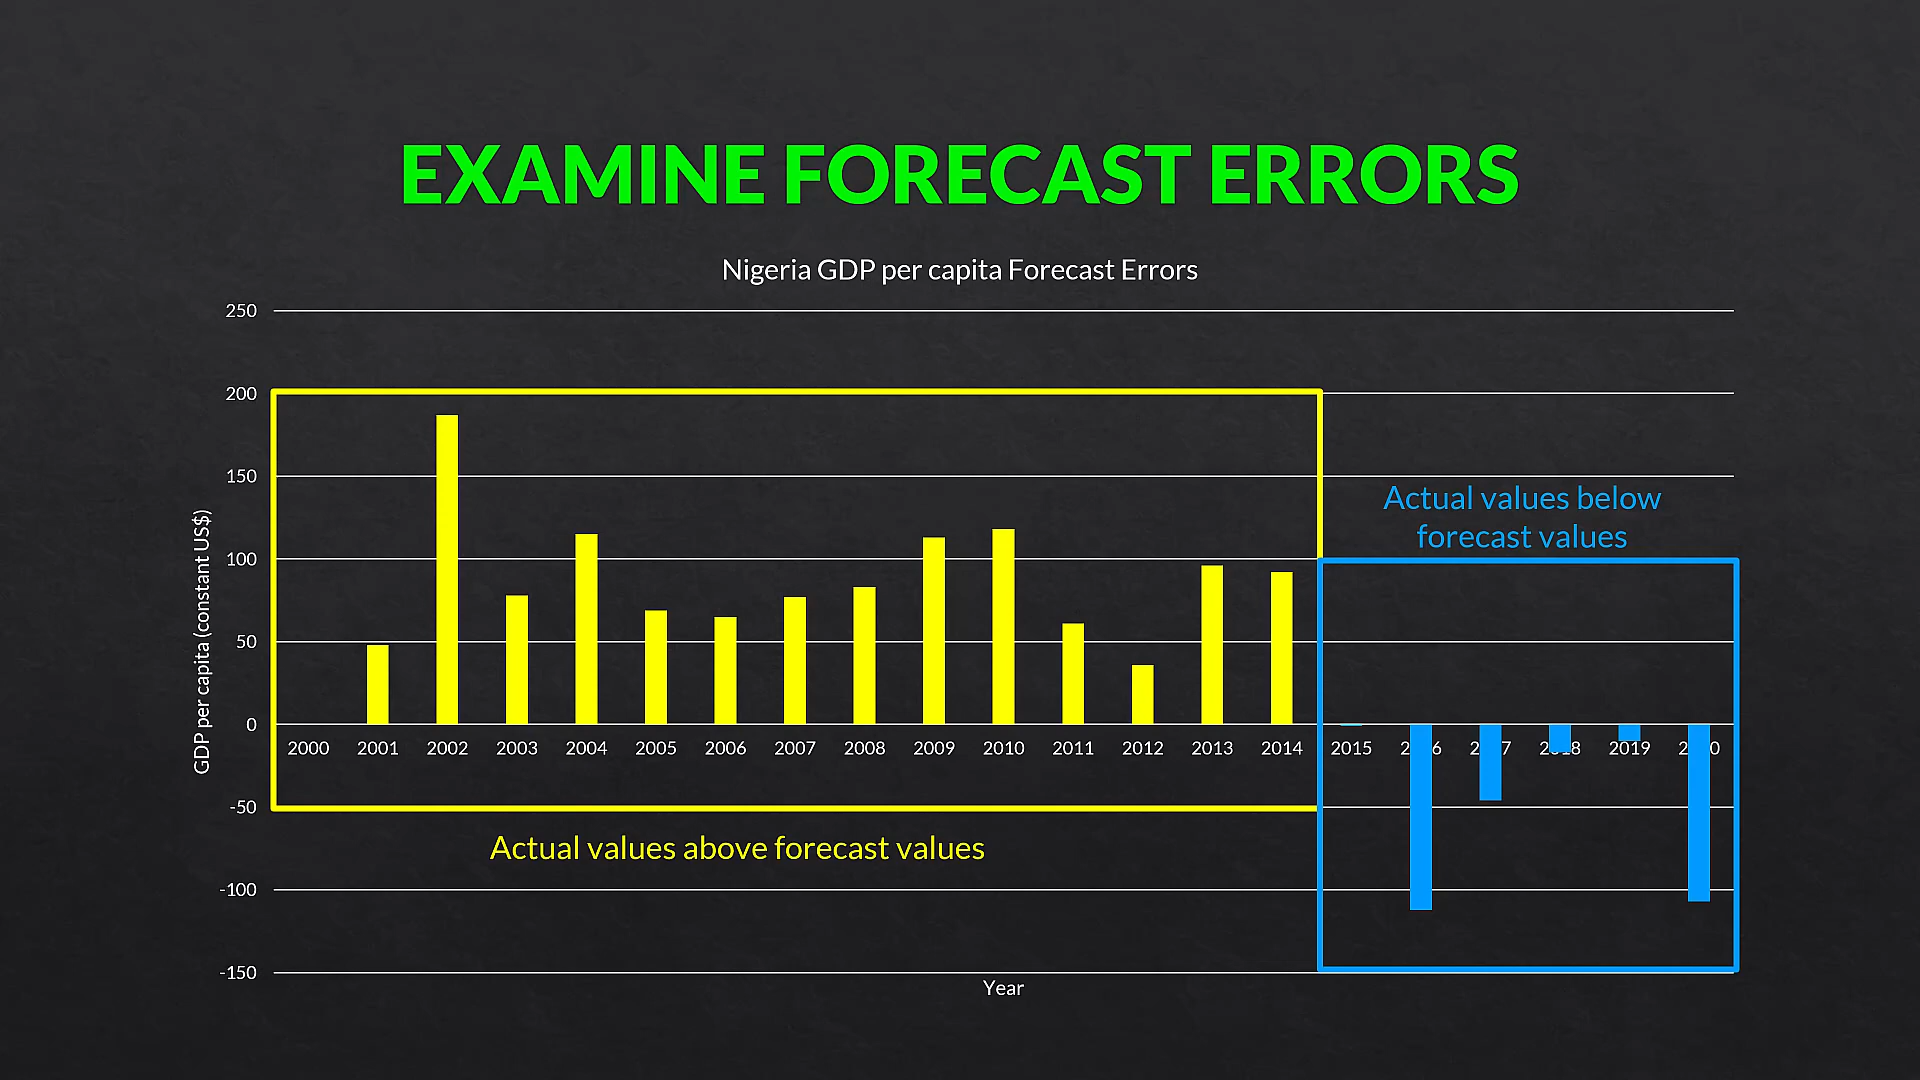 EXAMINE FORECAST ERRORS
Nigeria GDP per capita Forecast Errors
250
200
150
100
50
0
-50
-100
-150
GDP per capita (constant US$)
2000 2001 2002 2003 2004 2005 2006 2007 2008 2009 2010 2011 2012 2013 2014 2015 2018 2019
Year
Actual values above forecast values
Actual values below
forecast values